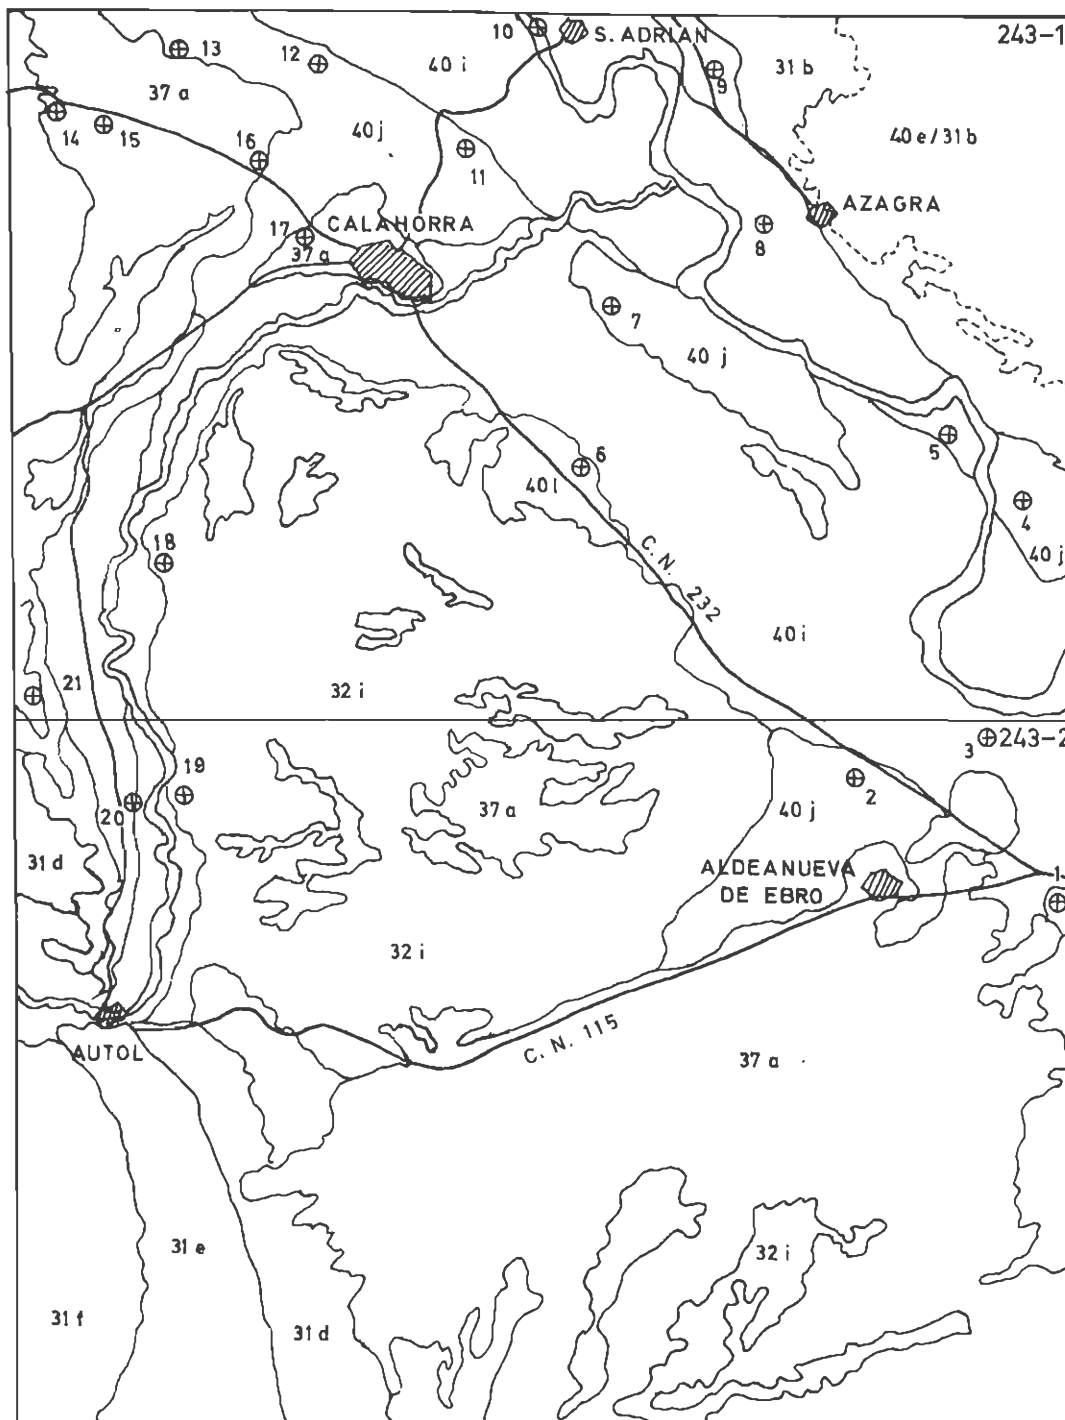 10
S. ADRIAN
243-1
13
12
40 i
9
31 b
37 a
14
15
16
40 j
11
40 e/31 b
AZAGRA
17
CALAHORRA
37 a
8
7
40 j
6
40 i
5
4
40 j
18
C.N. 232
40 i
21
32 i
3
243-2
19
20
2
37 a
40 j
31 d
ALDEANUEVA
DE EBRO
1
32 i
AUTOL
C. N. 115
37 a
31 e
32 i
31 f
31 d